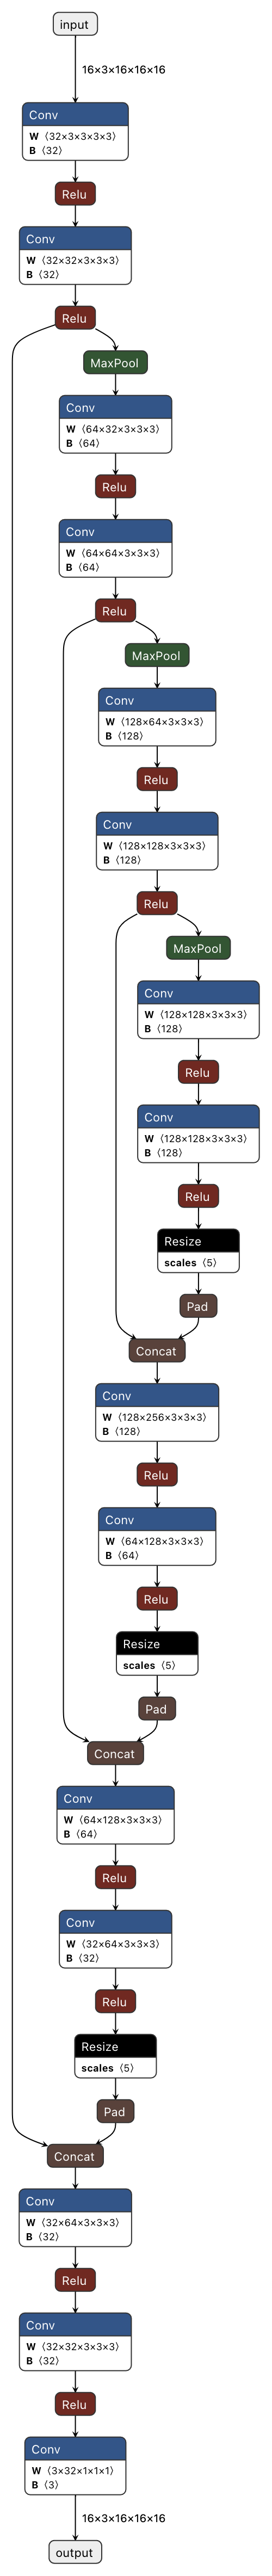 input
16×3×16×16×16
Conv
W ⟨32×3×3×3×3⟩
B ⟨32⟩
Relu
Conv
W ⟨32×32×3×3×3⟩
B ⟨32⟩
Relu
MaxPool
Conv
W ⟨64×32×3×3×3⟩
B ⟨64⟩
Relu
Conv
W ⟨64×64×3×3×3⟩
B ⟨64⟩
Relu
MaxPool
Conv
W ⟨128×64×3×3×3⟩
B ⟨128⟩
Relu
Conv
W ⟨128×128×3×3×3⟩
B ⟨128⟩
Relu
MaxPool
Conv
W ⟨128×128×3×3×3⟩
B ⟨128⟩
Relu
Conv
W ⟨128×128×3×3×3⟩
B ⟨128⟩
Relu
Resize
scales ⟨5⟩
Pad
Concat
Conv
W ⟨128×256×3×3×3⟩
B ⟨128⟩
Relu
Conv
W ⟨64×128×3×3×3⟩
B ⟨64⟩
Relu
Resize
scales ⟨5⟩
Pad
Concat
Conv
W ⟨64×128×3×3×3⟩
B ⟨64⟩
Relu
Conv
W ⟨32×64×3×3×3⟩
B ⟨32⟩
Relu
Resize
scales ⟨5⟩
Pad
Concat
Conv
W ⟨32×64×3×3×3⟩
B ⟨32⟩
Relu
Conv
W ⟨32×32×3×3×3⟩
B ⟨32⟩
Relu
Conv
W ⟨3×32×1×1×1⟩
B ⟨3⟩
16×3×16×16×16
output